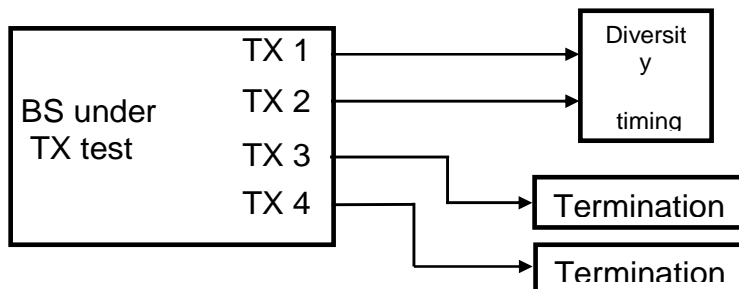 TX 1
TX 2
TX 3
TX 4
BS under
TX test
Diversit
y
timing
Termination
Termination